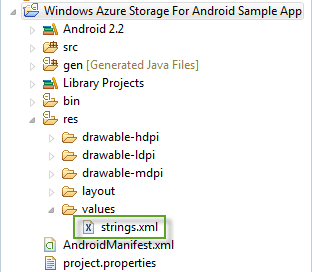 Windows Azure Storage For Android Sample App
Android 2.2
src
gen [Generated Java Files]
Library Projects
bin
res
drawable-hdpi
drawable-ldpi
drawable-mdpi
layout
values
strings.xml
AndroidManifest.xml
project.properties